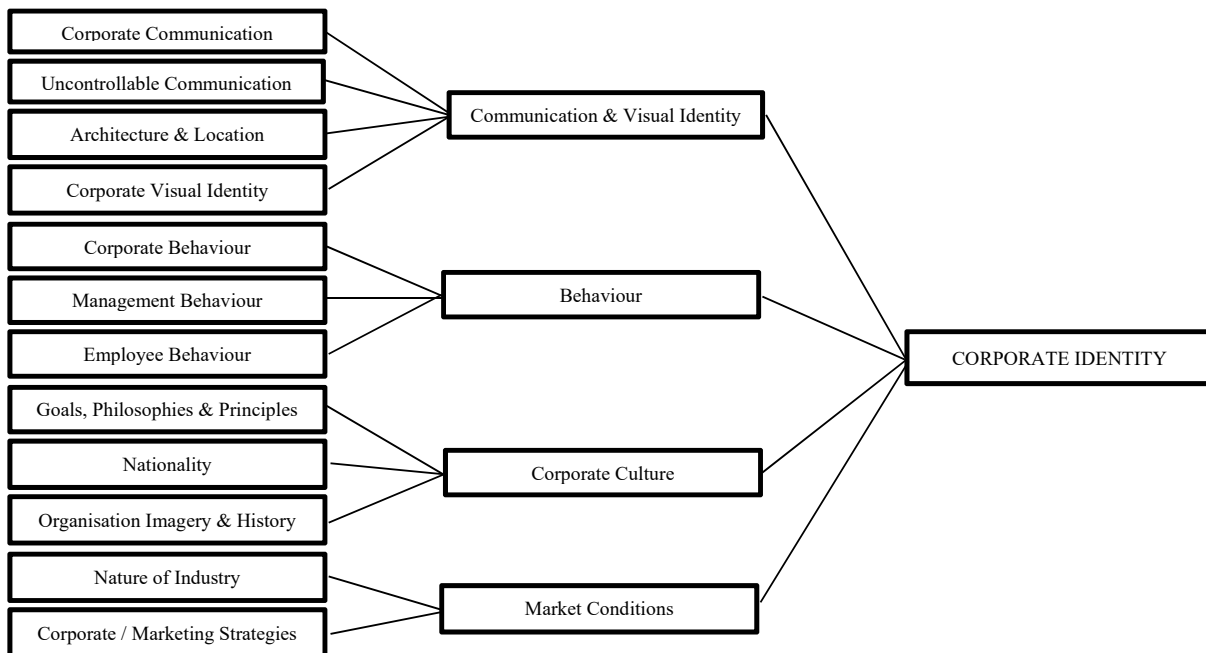 Corporate Communication
Uncontrollable Communication
Architecture & Location
Corporate Visual Identity
Corporate Behaviour
Management Behaviour
Employee Behaviour
Goals, Philosophies & Principles
Nationality
Organisation Imagery & History
Nature of Industry
Corporate / Marketing Strategies
Communication & Visual Identity
Behaviour
Corporate Culture
Market Conditions
CORPORATE IDENTITY